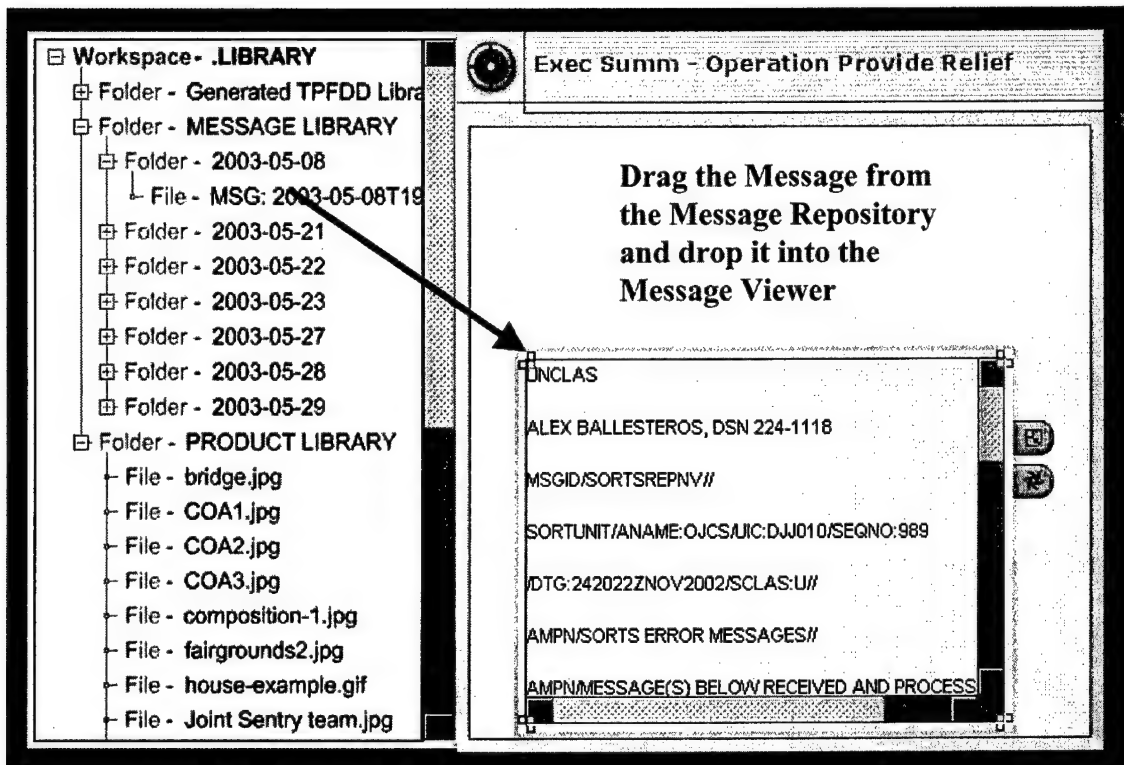 Workspace- .LIBRARY
Folder - Generated TPFDD Libra
Folder - MESSAGE LIBRARY
Folder - 2003-05-08
File - MSG: 2003-05-08T19
Folder - 2003-05-21
Folder - 2003-05-22
Folder - 2003-05-23
Folder - 2003-05-27
Folder - 2003-05-28
Folder - 2003-05-29
Folder - PRODUCT LIBRARY
File - bridge.jpg
File - COA1.jpg
File - COA2.jpg
File - COA3.jpg
File - composition-1.jpg
File - fairgrounds2.jpg
File - house-example.gif
File - Joint Sentry team.jpg
Exec Summ - Operation Provide Relief
Drag the Message from
the Message Repository
and drop it into the
Message Viewer
UNCLAS
ALEX BALLESTEROS, DSN 224-1118
MSGID/SORTSREPNV//
SORTUNIT/ANAME:OJCS/UIC:DJJ010/SEQNO:989
/DTG:242022ZNOV2002/SCLAS:U//
AMPN/SORTS ERROR MESSAGES//
AMPN/MESSAGE(S) BELOW RECEIVED AND PROCESS